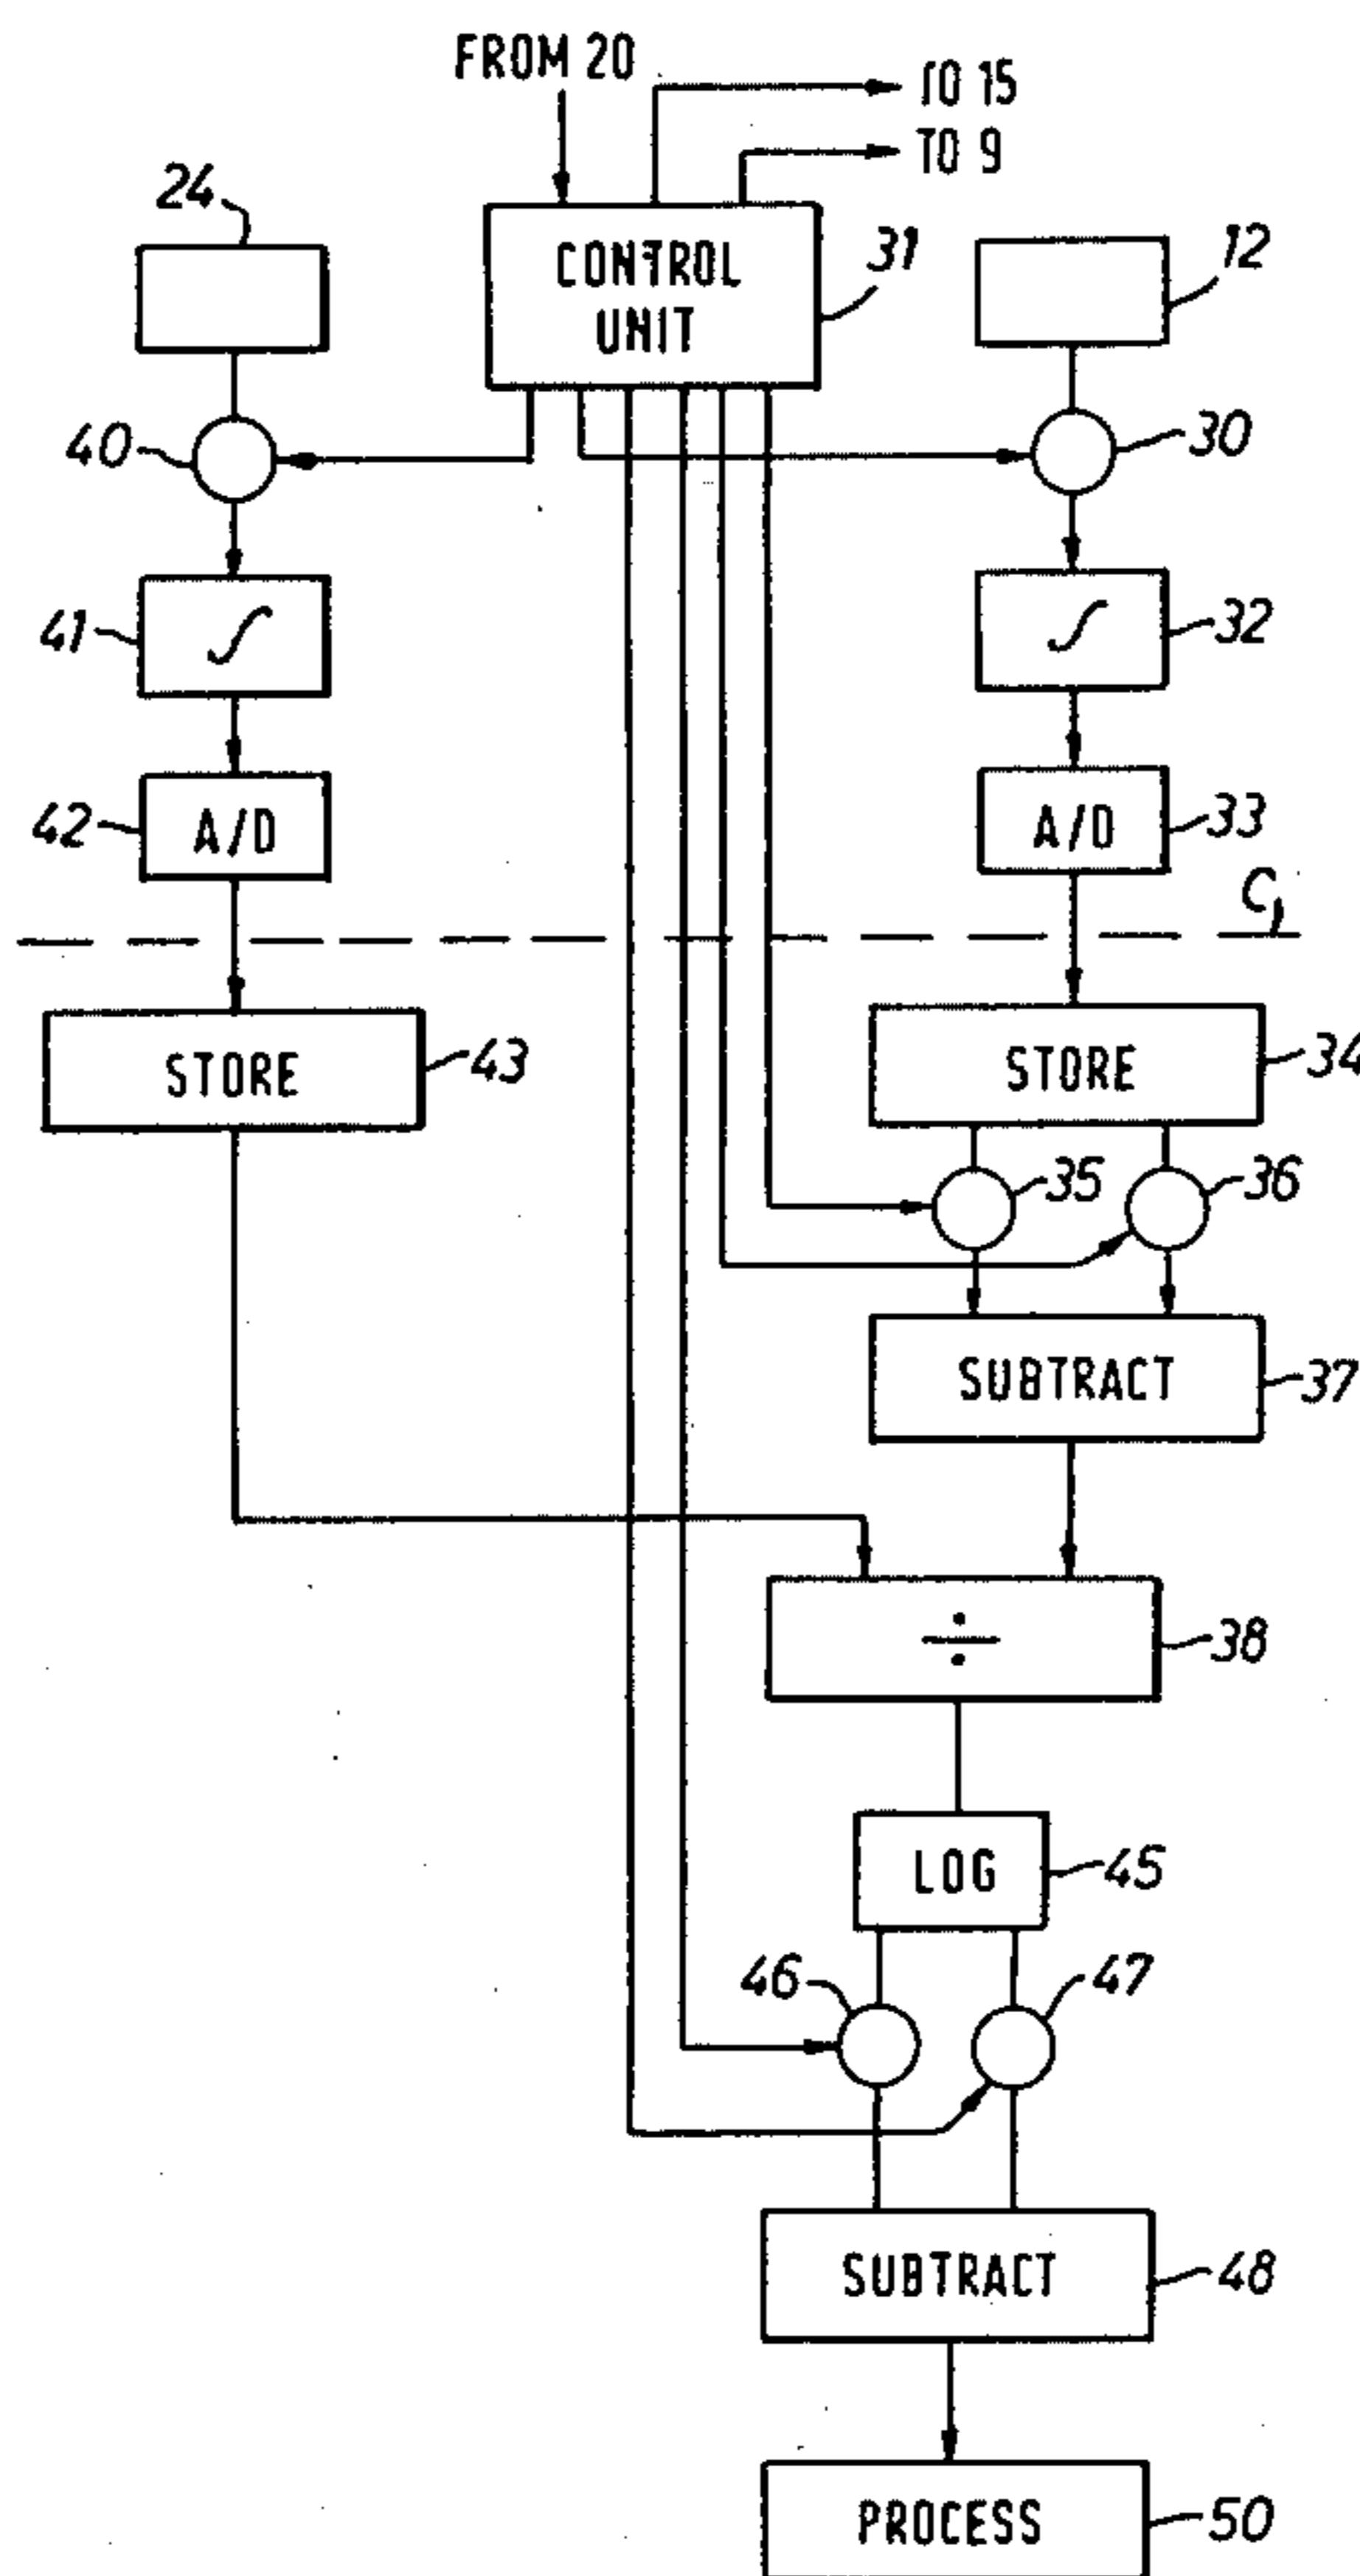 FROM 20
TO 15
TO 9
24
CONTROL
UNIT
31
12
40
30
41
∫
∫
32
42
A/D
A/D
33
C,
STORE
43
STORE
34
35
36
SUBTRACT
37
÷
38
LOG
45
46
47
SUBTRACT
48
PROCESS
50